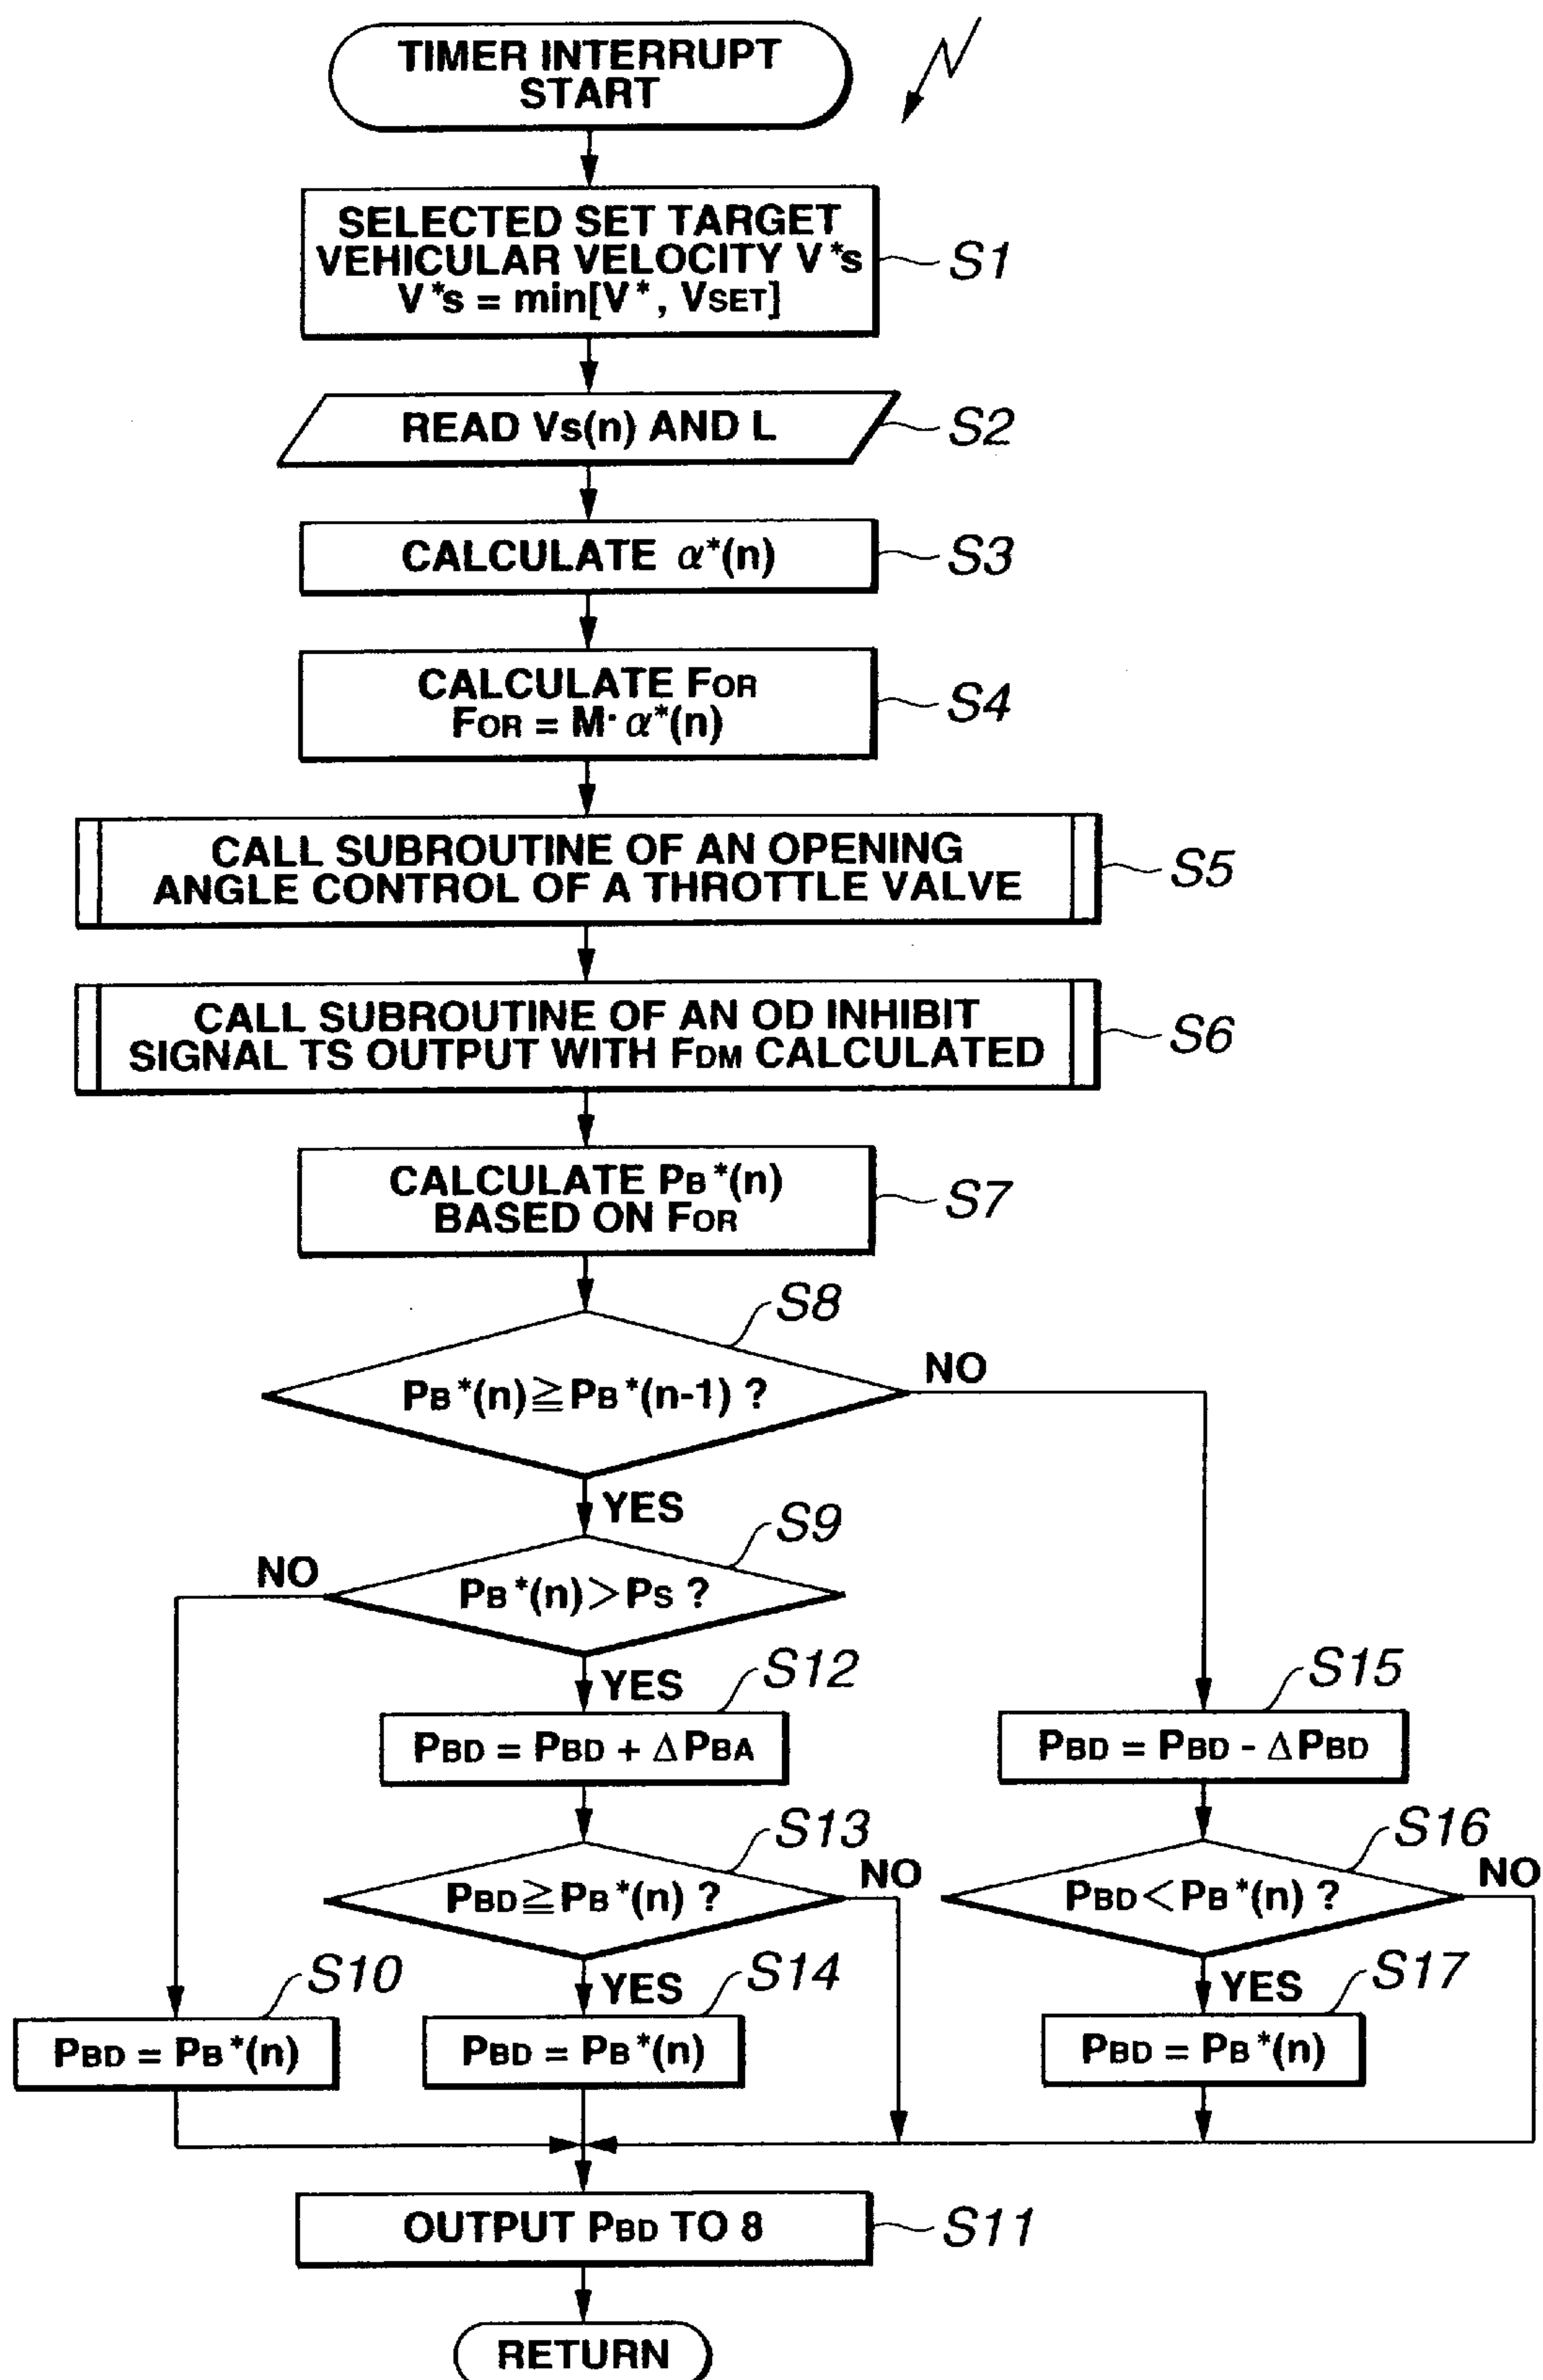 TIMER INTERRUPT
START
SELECTED SET TARGET
VEHICULAR VELOCITY V*s
V*s = min[V*, VSET]
S1
READ Vs(n) AND L
S2
CALCULATE α*(n)
S3
CALCULATE FOR
FOR = M· α*(n)
S4
CALL SUBROUTINE OF AN OPENING
ANGLE CONTROL OF A THROTTLE VALVE
S5
CALL SUBROUTINE OF AN OD INHIBIT
SIGNAL TS OUTPUT WITH FDM CALCULATED
S6
CALCULATE PB*(n)
BASED ON FOR
S7
S8
PB*(n)≧PB*(n-1) ?
NO
YES
S9
NO
PB*(n)>PS ?
YES
S12
S15
PBD = PBD + ΔPBA
PBD = PBD - ΔPBD
S13
S16
PBD≧PB*(n) ?
NO
PBD<PB*(n) ?
NO
S10
YES
S14
YES
S17
PBD = PB*(n)
PBD = PB*(n)
PBD = PB*(n)
OUTPUT PBD TO 8
S11
RETURN